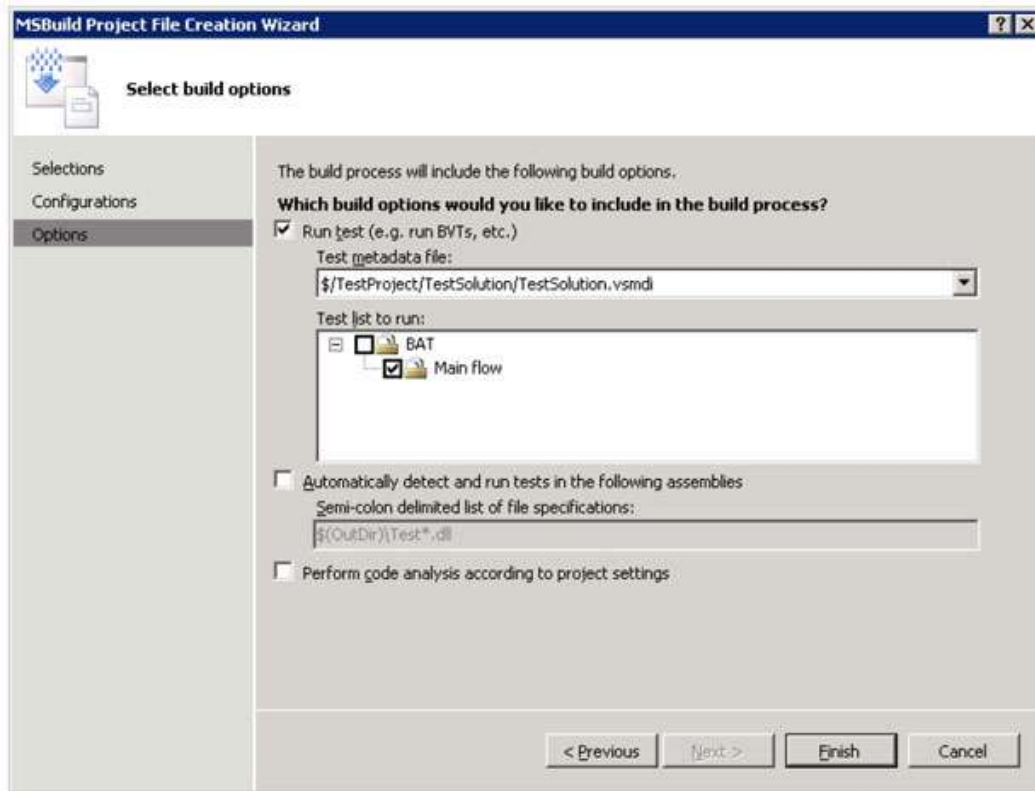 MSBuild Project File Creation Wizard
Select build options
Selections
Configurations
Options
The build process will include the following build options.
Which build options would you like to include in the build process?
Run test (e.g. run BVTs, etc.)
Test metadata file:
$/TestProject/TestSolution/TestSolution.vsmdi
Test list to run:
BAT
Main flow
Automatically detect and run tests in the following assemblies
Semi-colon delimited list of file specifications:
$(OutDir)\Test*.dll
Perform code analysis according to project settings
< Previous
Next >
Finish
Cancel